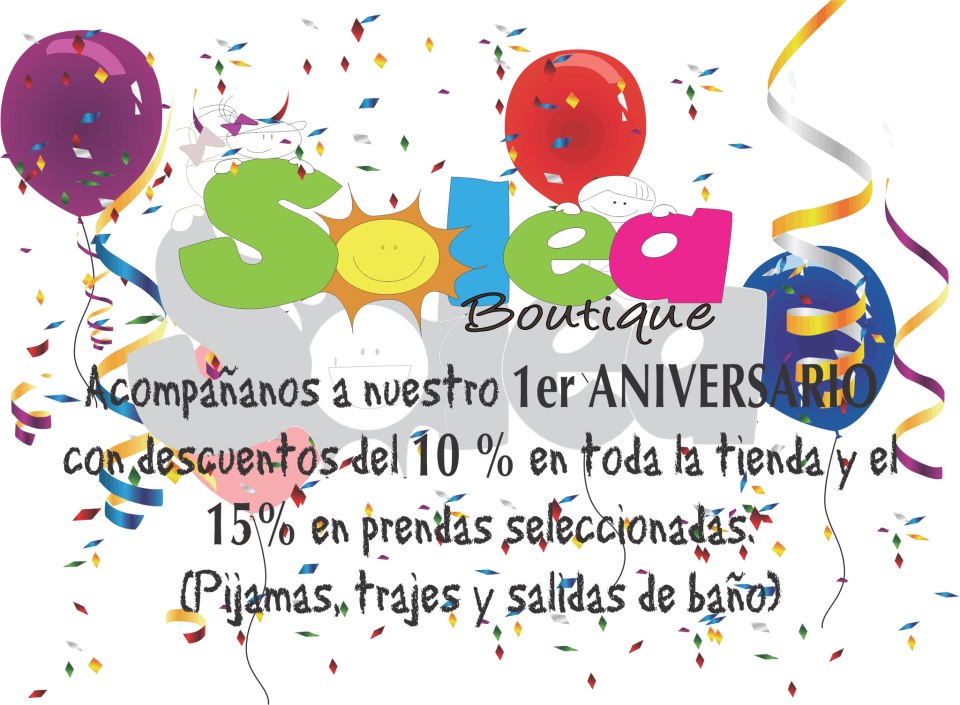 Solea
Boutique
Acompañanos a nuestro 1er ANIVERSARIO
con descuentos del 10 % en toda la tienda y el
15% en prendas seleccionadas.
(Pijamas, trajes y salidas de baño)